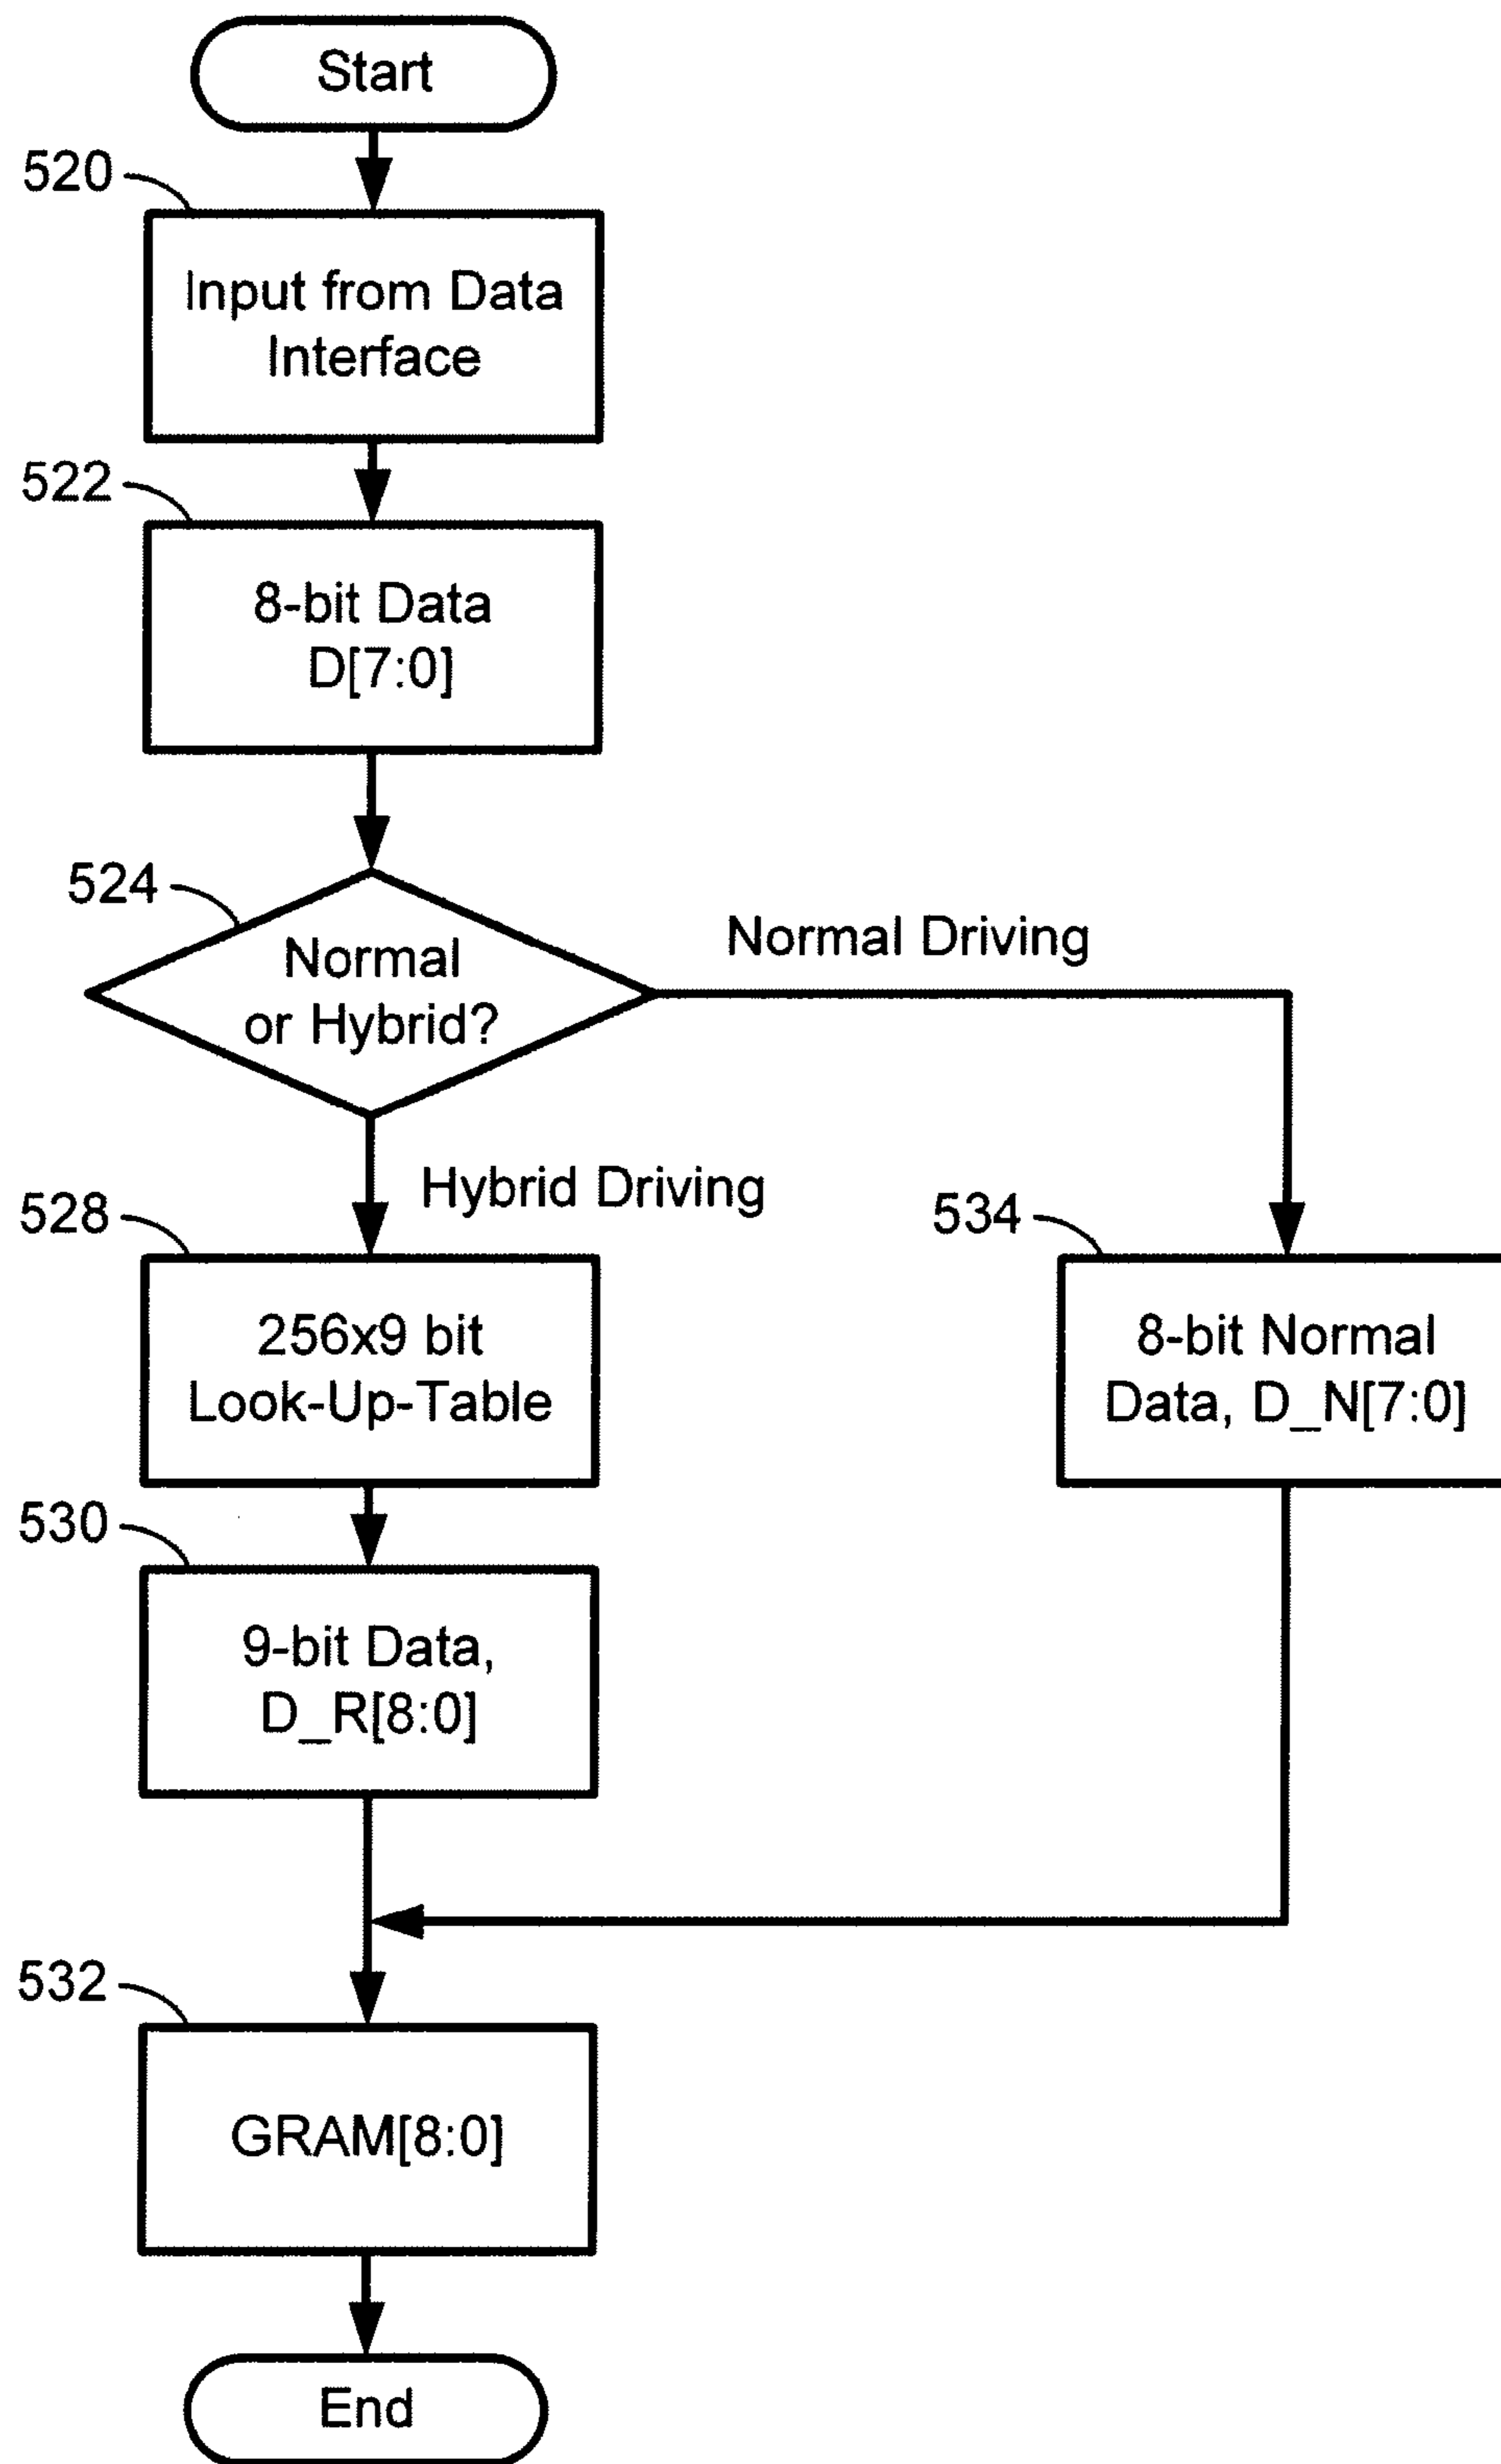 Start
520
Input from Data
Interface
522
8-bit Data
D[7:0]
524
Normal
or Hybrid?
Normal Driving
Hybrid Driving
528
256x9 bit
Look-Up-Table
534
8-bit Normal
Data, D_N[7:0]
530
9-bit Data,
D_R[8:0]
532
GRAM[8:0]
End